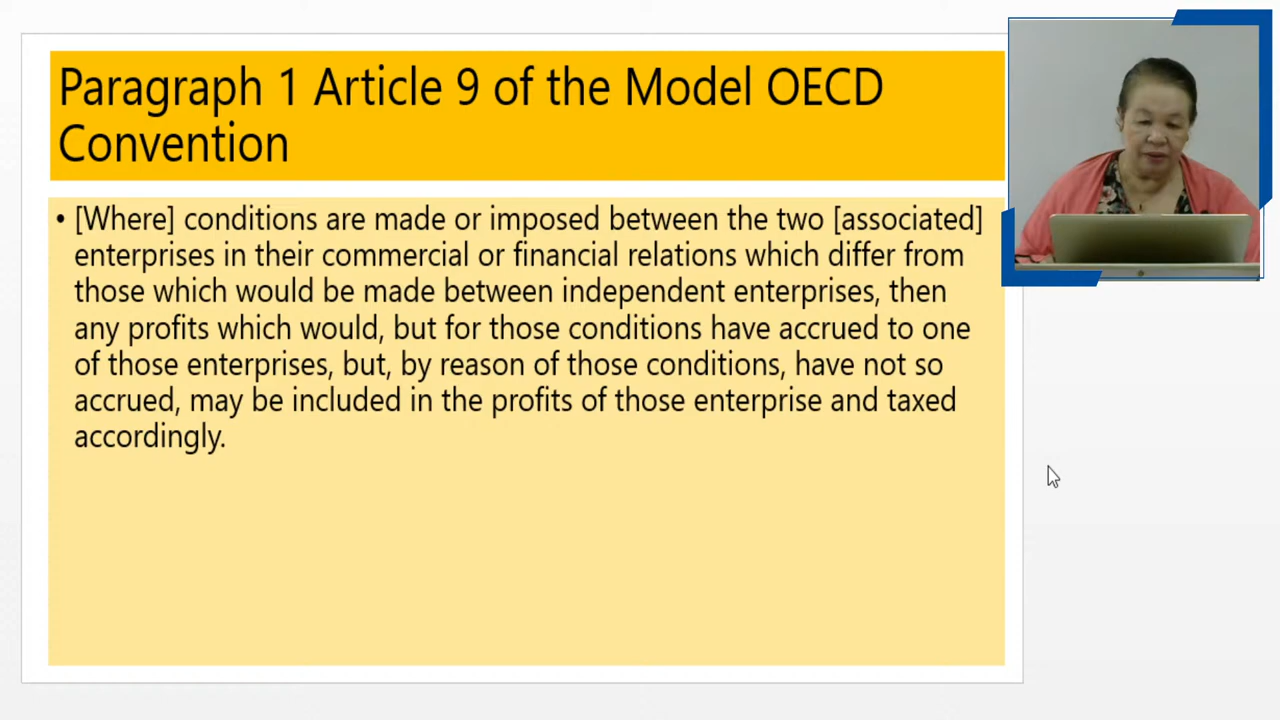 Paragraph 1 Article 9 of the Model OECD
Convention
• [Where] conditions are made or imposed between the two [associated]
enterprises in their commercial or financial relations which differ from
those which would be made between independent enterprises, then
any profits which would, but for those conditions have accrued to one
of those enterprises, but, by reason of those conditions, have not so
accrued, may be included in the profits of those enterprise and taxed
accordingly.